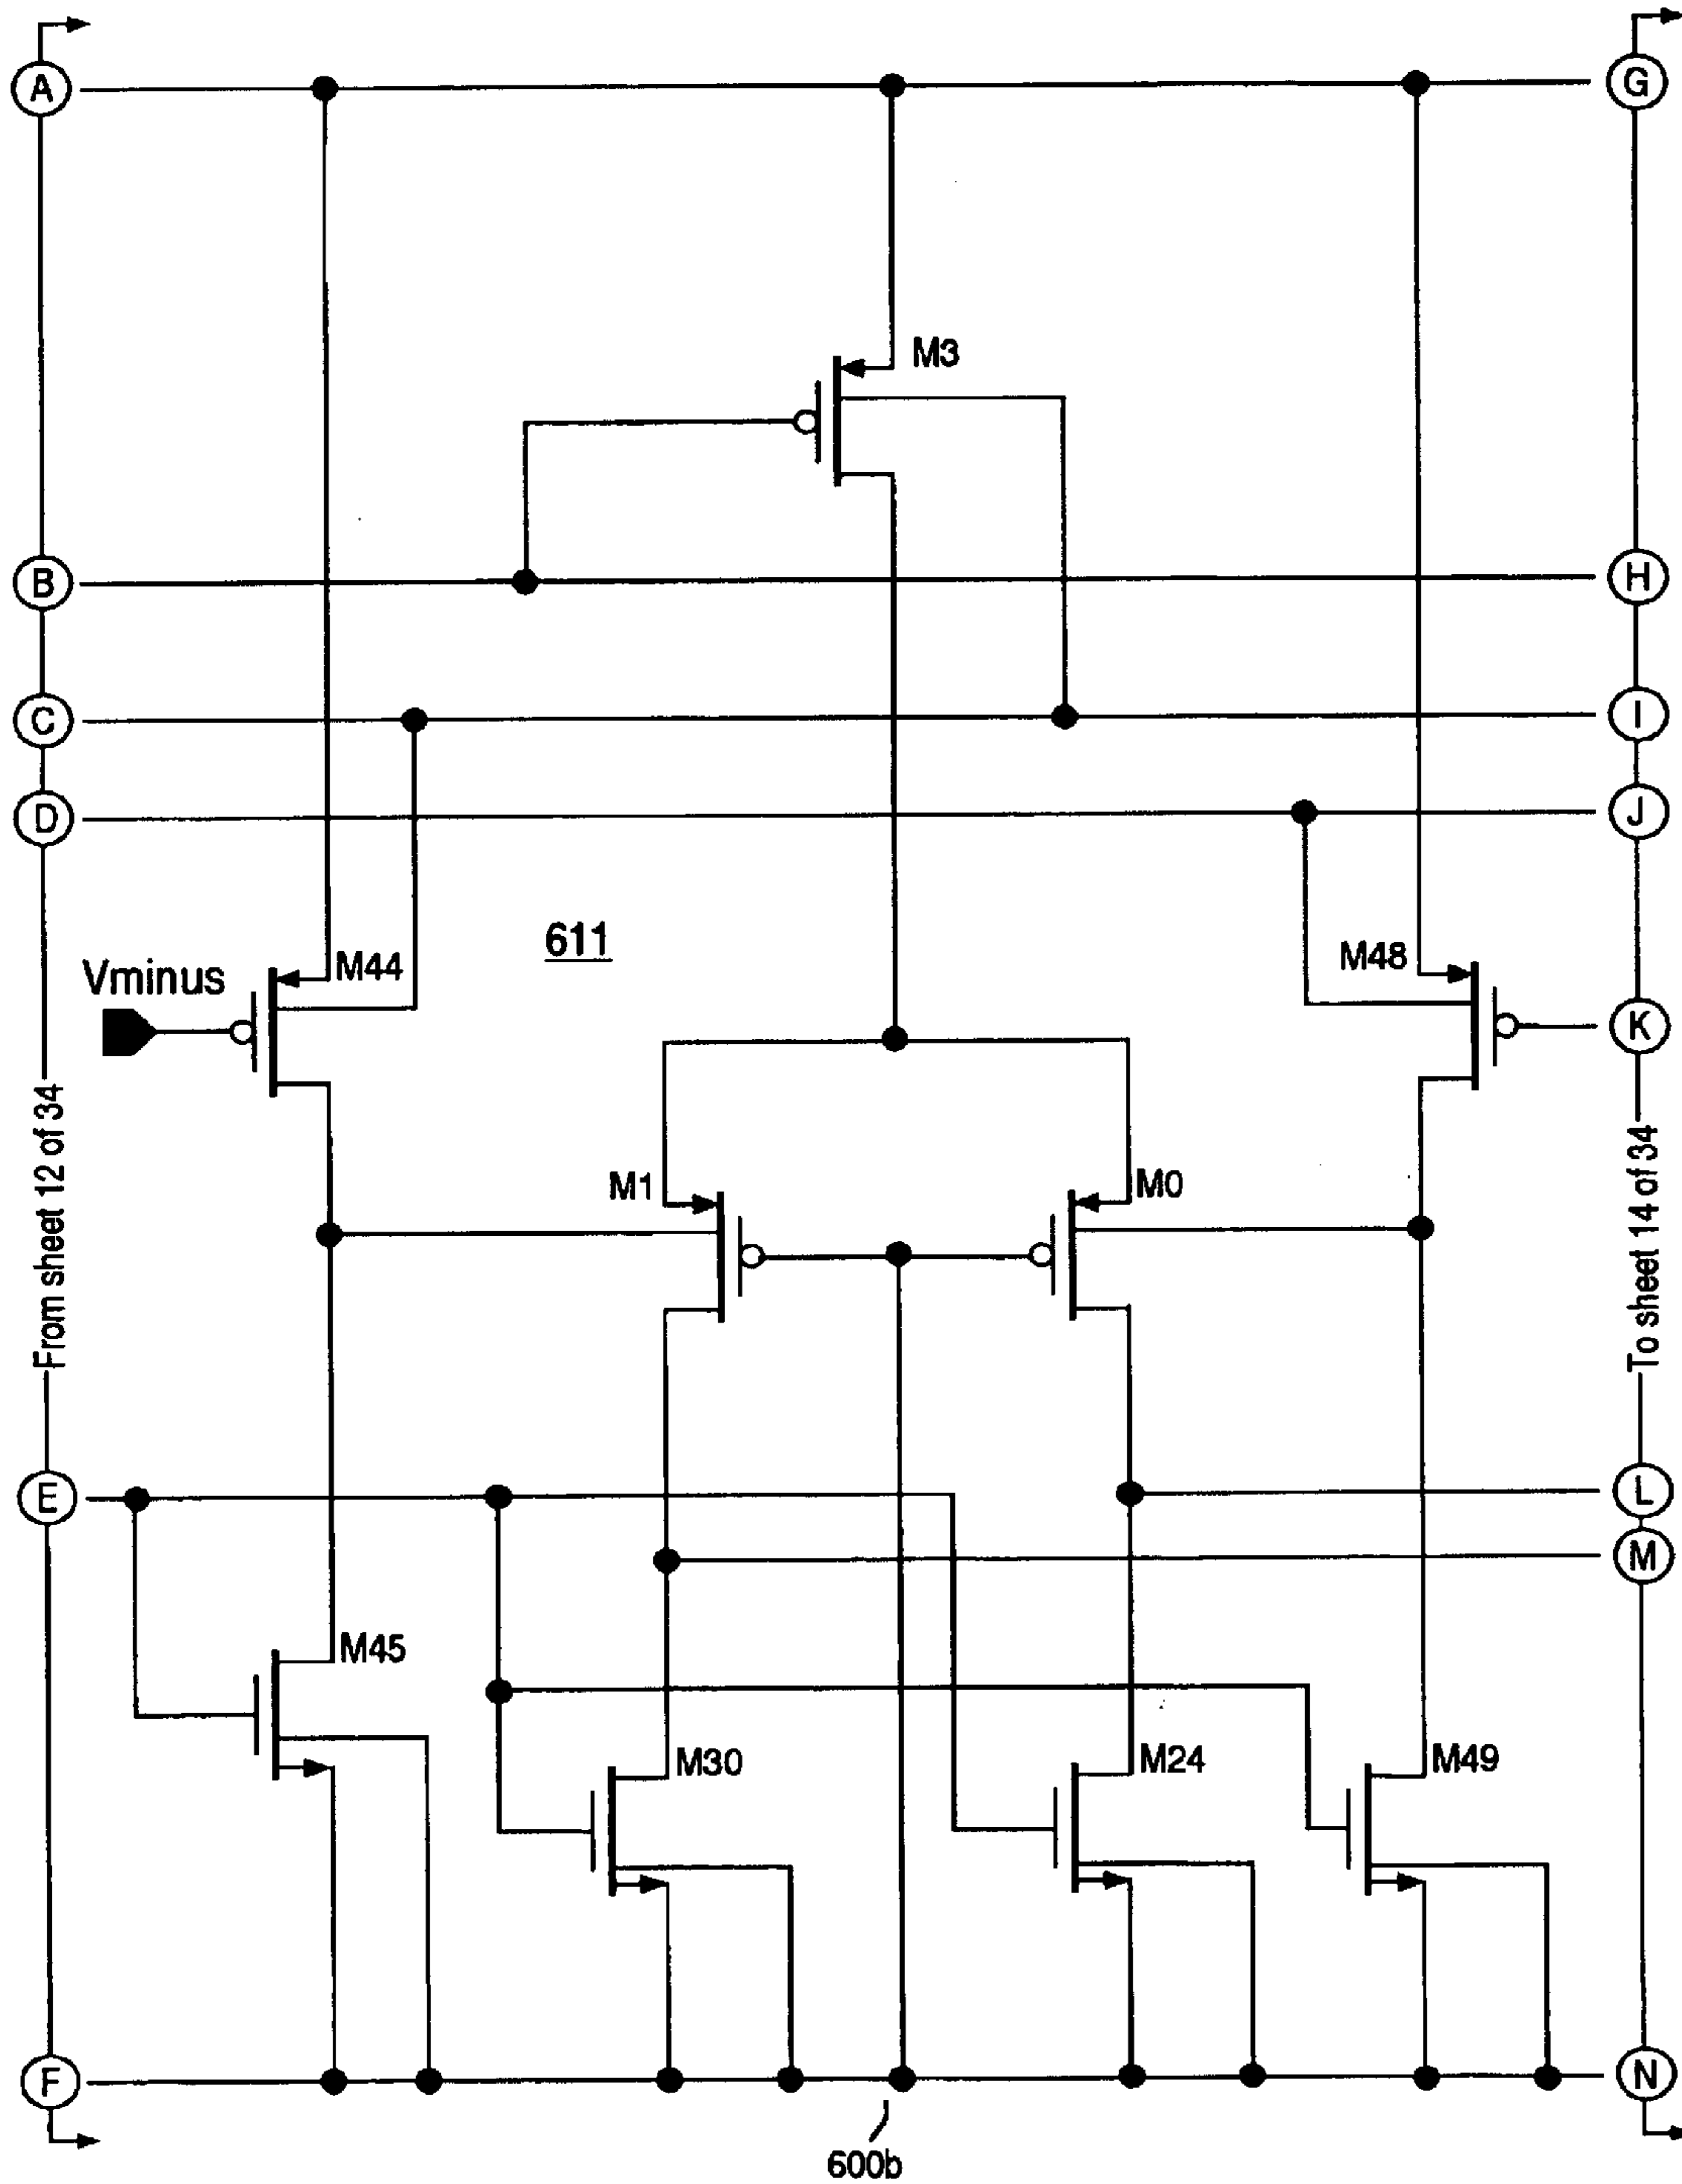 A
G
M3
B
H
C
I
D
J
611
M44
M48
Vminus
K
From sheet 12 of 34
To sheet 14 of 34
M1
M0
E
L
M
M45
M30
M24
M49
F
N
600b